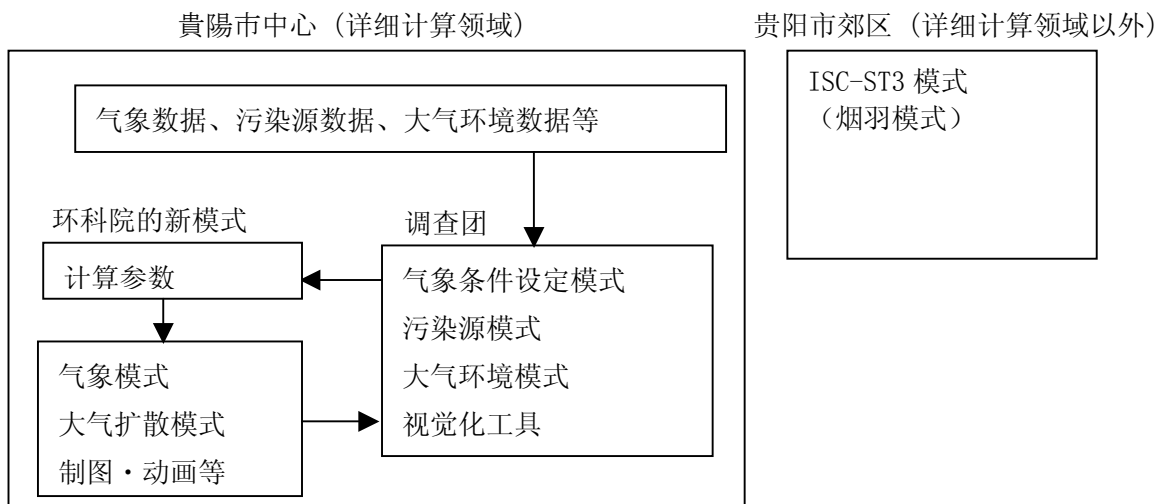 貴陽市中心（详细计算领域）
贵阳市郊区（详细计算领域以外）
气象数据、污染源数据、大气环境数据等
ISC-ST3 模式
（烟羽模式）
环科院的新模式
计算参数
气象模式
大气扩散模式
制图・动画等
调查团
气象条件设定模式
污染源模式
大气环境模式
视觉化工具